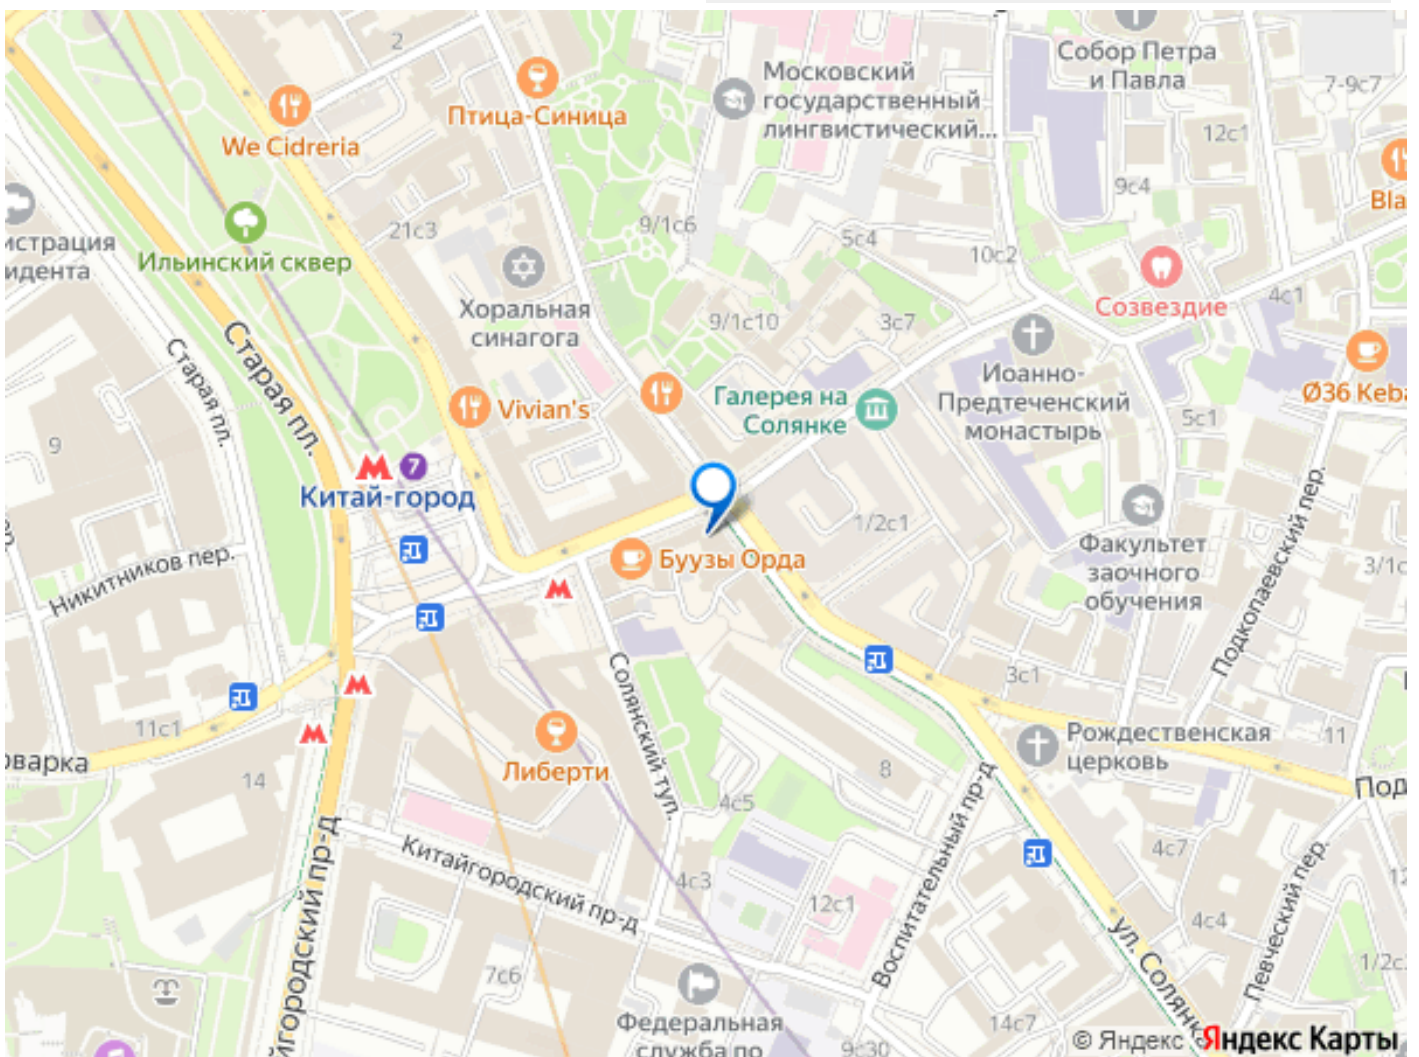 2
Птица-Синица
We Cidreria
Московский
государственный
лингвистический...
Собор Петра
и Павла
7-9с7
12с1
9с4
Bla
истрация
идента
Ильинский сквер
21с3
9/1с6
5с4
10с2
Хоральная
синагога
Созвездие
4с1
9/1с10
3с7
Старая пл.
Старая пл.
Иоанно-
Предтеченский
монастырь
Ø36 Keba
Vivian's
Галерея на
Солянке
5с1
9
7
Китай-город
1/2с1
Буузы Орда
Факультет
заочного
обучения
Подкопаевский пер.
3/1с
Никитников пер.
Солянский туп.
3с1
11с1
оварка
14
Либерти
8
Рождественская
церковь
11
Под
4с5
Китайгородский пр-д
йгородский пр-д
4с3
12с1
Воспитательный пр-д
4с7
4с4
Певческий пер.
12
1/2с
ул. Солянк
7с6
Федеральная
служба по
9с30
14с7
© Яндекс
Яндекс Карты